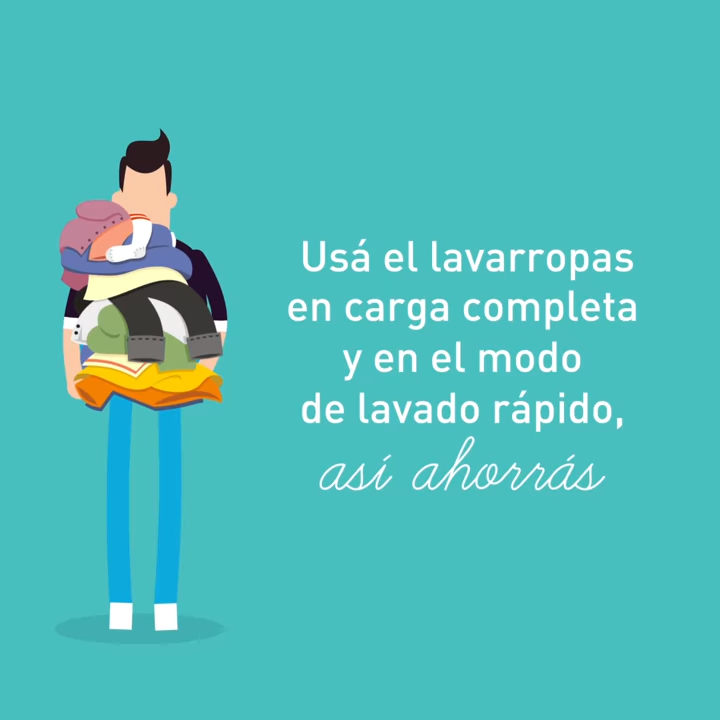 Usá el lavarropas
en carga completa
y en el modo
de lavado rápido,
así ahorrás